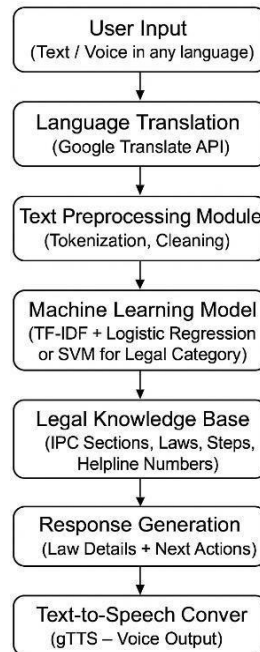 User Input
(Text / Voice in any language)
Language Translation
(Google Translate API)
Text Preprocessing Module
(Tokenization, Cleaning)
Machine Learning Model
(TF-IDF + Logistic Regression
or SVM for Legal Category)
Legal Knowledge Base
(IPC Sections, Laws, Steps,
Helpline Numbers)
Response Generation
(Law Details + Next Actions)
Text-to-Speech Conver
(gTTS – Voice Output)